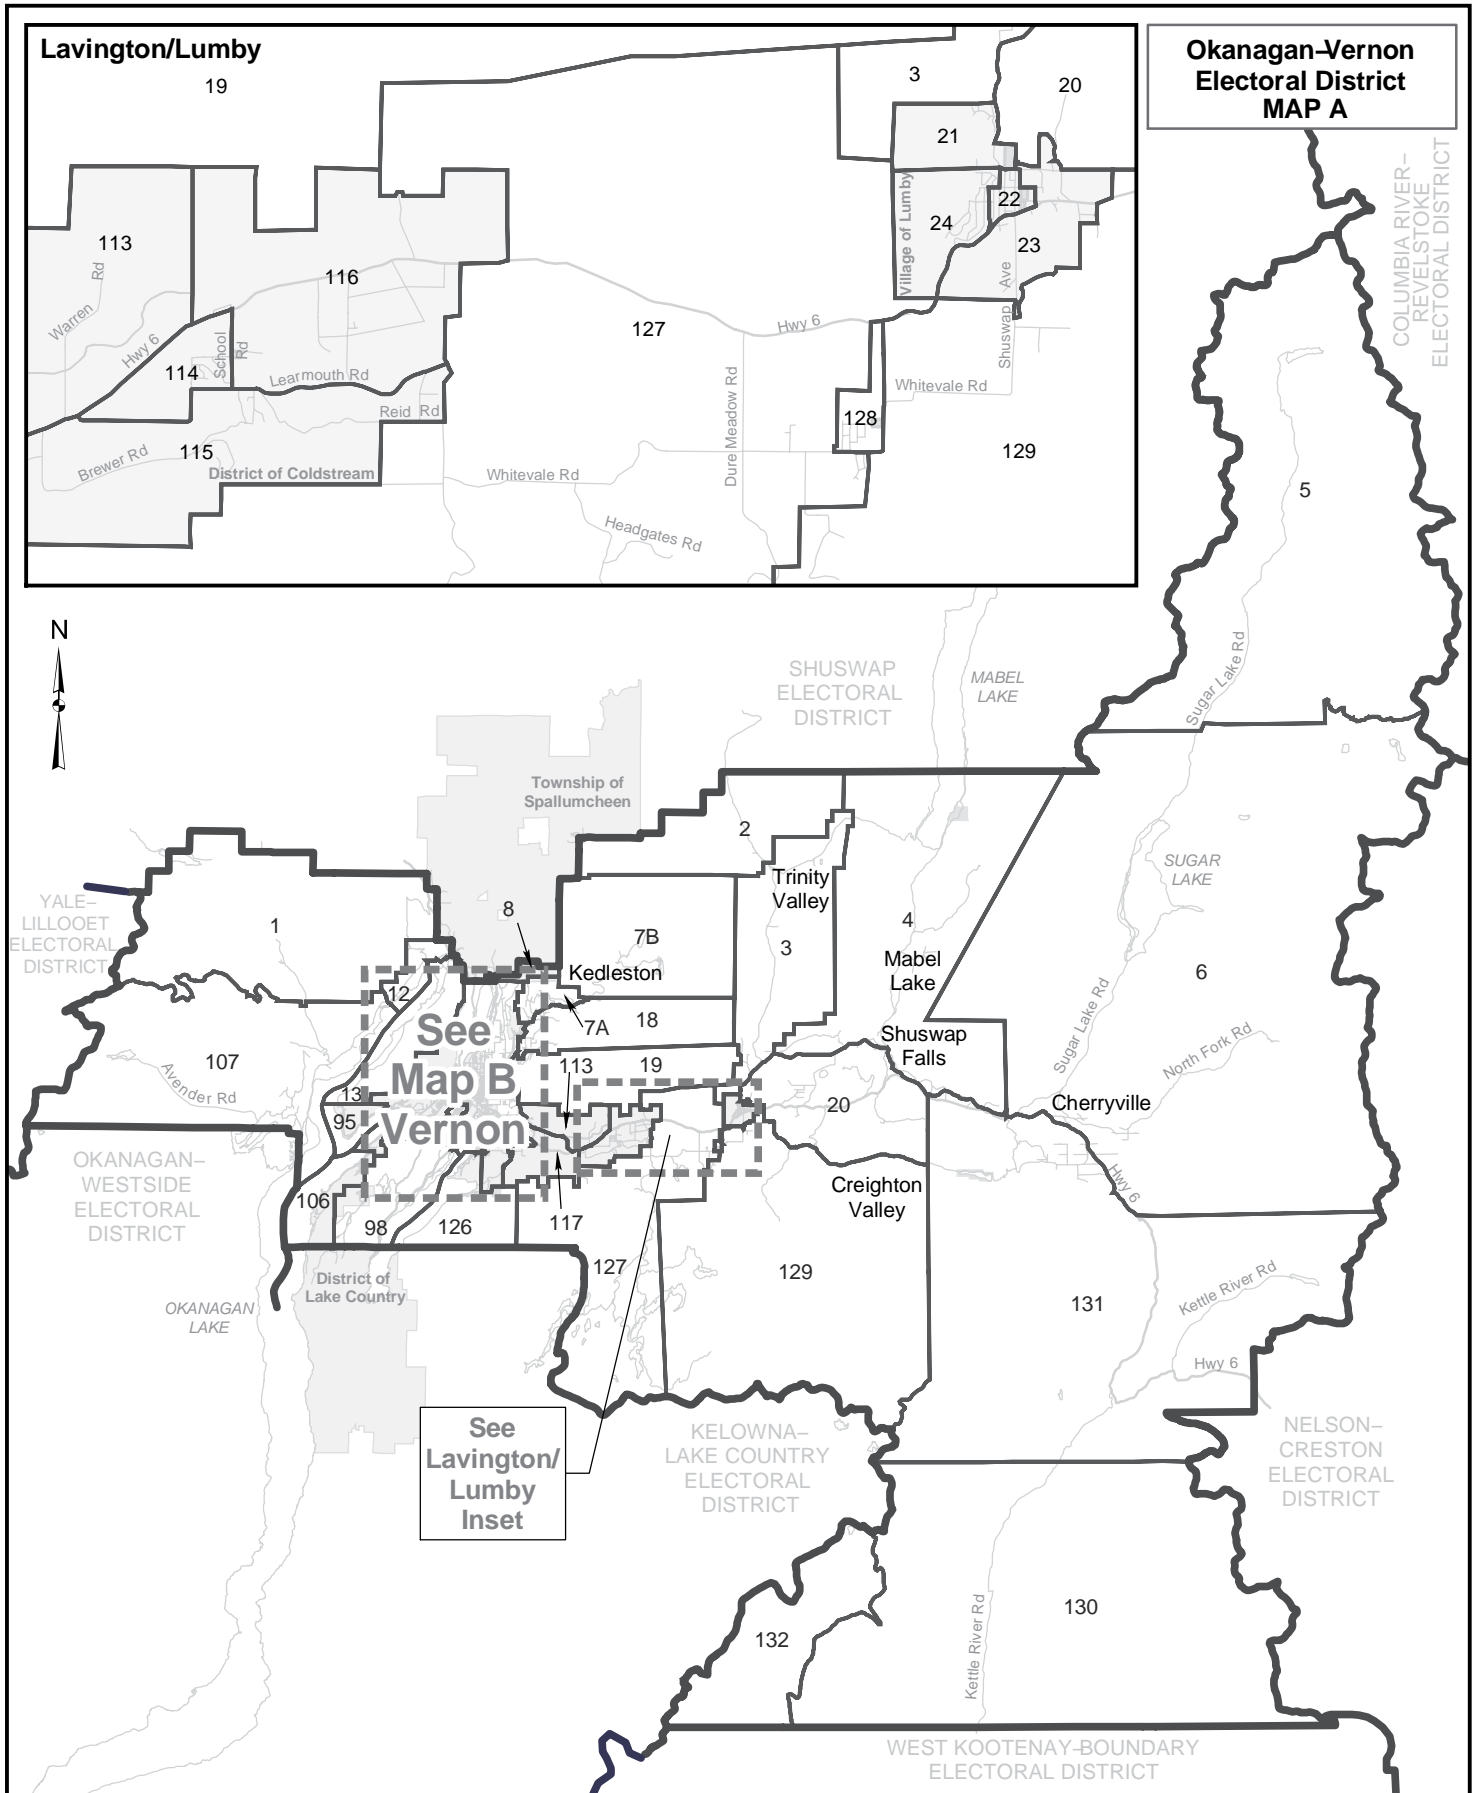 Lavington/Lumby
19
3
20
21
Village of Lumby
22
24
23
113
Rd
Warren
116
Hwy 6
School
Rd
114
Learmouth Rd
Reid Rd
Brewer Rd
115
District of Coldstream
127
Hwy 6
Dure Meadow Rd
Whitevale Rd
Headgates Rd
128
Whitevale Rd
Shuswap
Ave
129
Okanagan–Vernon
Electoral District
MAP A
COLUMBIA RIVER–
REVELSTOKE
ELECTORAL DISTRICT
5
Sugar Lake Rd
N
SHUSWAP
ELECTORAL
DISTRICT
MABEL
LAKE
Township of
Spallumcheen
2
Trinity
Valley
SUGAR
LAKE
YALE–
LILLOOET
ELECTORAL
DISTRICT
1
8
7B
Kedleston
3
4
Mabel
Lake
6
12
7A
18
See
Map B
Vernon
Shuswap
Falls
Sugar Lake Rd
North Fork Rd
107
Avender Rd
13
95
113
19
20
Cherryville
OKANAGAN–
WESTSIDE
ELECTORAL
DISTRICT
106
98
126
117
Creighton
Valley
Hwy 6
127
129
District of
Lake Country
OKANAGAN
LAKE
131
Kettle River Rd
Hwy 6
See
Lavington/
Lumby
Inset
KELOWNA–
LAKE COUNTRY
ELECTORAL
DISTRICT
NELSON–
CRESTON
ELECTORAL
DISTRICT
132
130
Kettle River Rd
WEST KOOTENAY–BOUNDARY
ELECTORAL DISTRICT